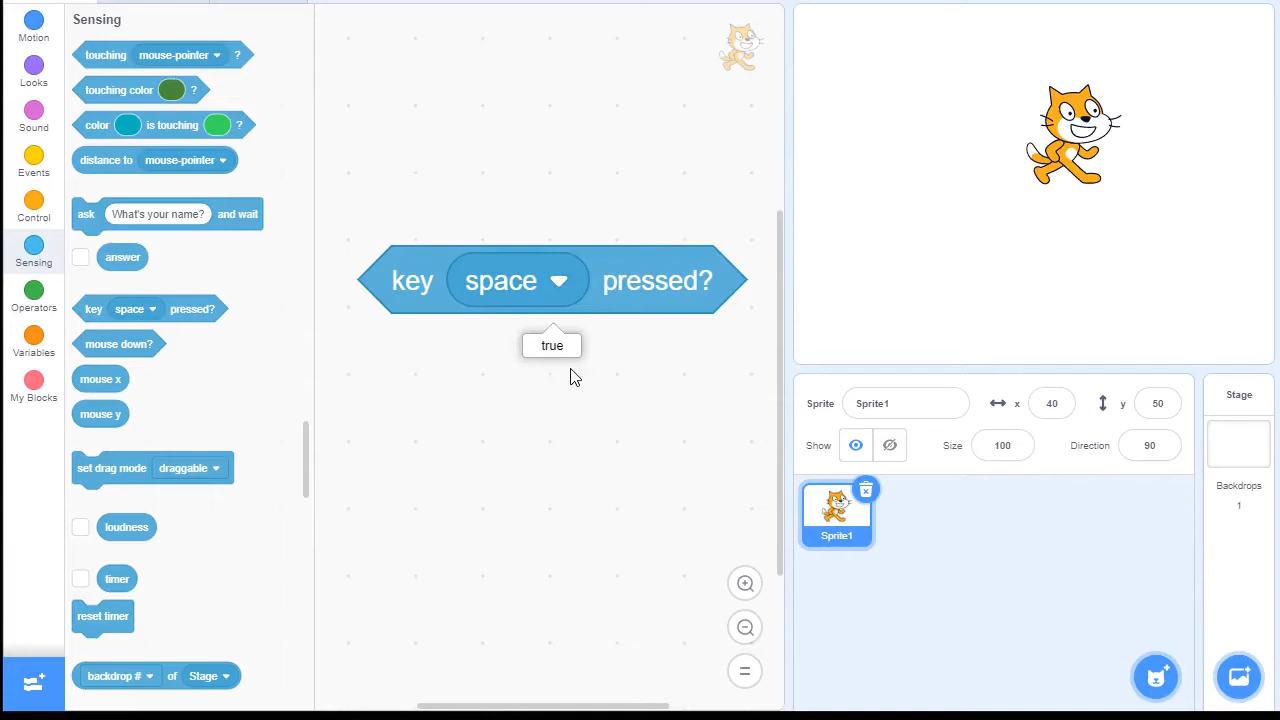 Motion
Looks
Sound
Events
Control
Sensing
Operators
Variables
My Blocks
Sensing
touching mouse-pointer ?
touching color ?
color is touching ?
distance to mouse-pointer
ask What's your name? and wait
answer
key space pressed?
mouse down?
mouse x
mouse y
set drag mode draggable
loudness
timer
reset timer
backdrop # of Stage
key space pressed?
true
Sprite Sprite1 x 40 y 50
Show Size 100 Direction 90
Sprite1
Stage
Backdrops
1